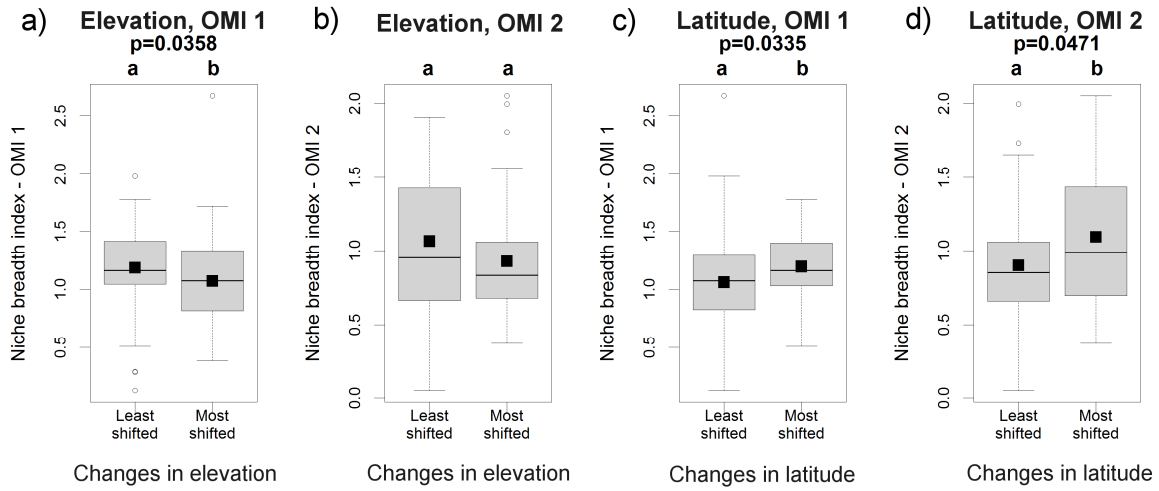 a) Elevation, OMI 1
p=0.0358
a b
Niche breadth index - OMI 1
2.5
2.0
1.5
1.0
0.5
Least shifted
Most shifted
Changes in elevation
b) Elevation, OMI 2
a a
Niche breadth index - OMI 2
2.0
1.5
1.0
0.5
0.0
Least shifted
Most shifted
Changes in elevation
c) Latitude, OMI 1
p=0.0335
a b
Niche breadth index - OMI 1
2.5
2.0
1.5
1.0
0.5
Least shifted
Most shifted
Changes in latitude
d) Latitude, OMI 2
p=0.0471
a b
Niche breadth index - OMI 2
2.0
1.5
1.0
0.5
0.0
Least shifted
Most shifted
Changes in latitude